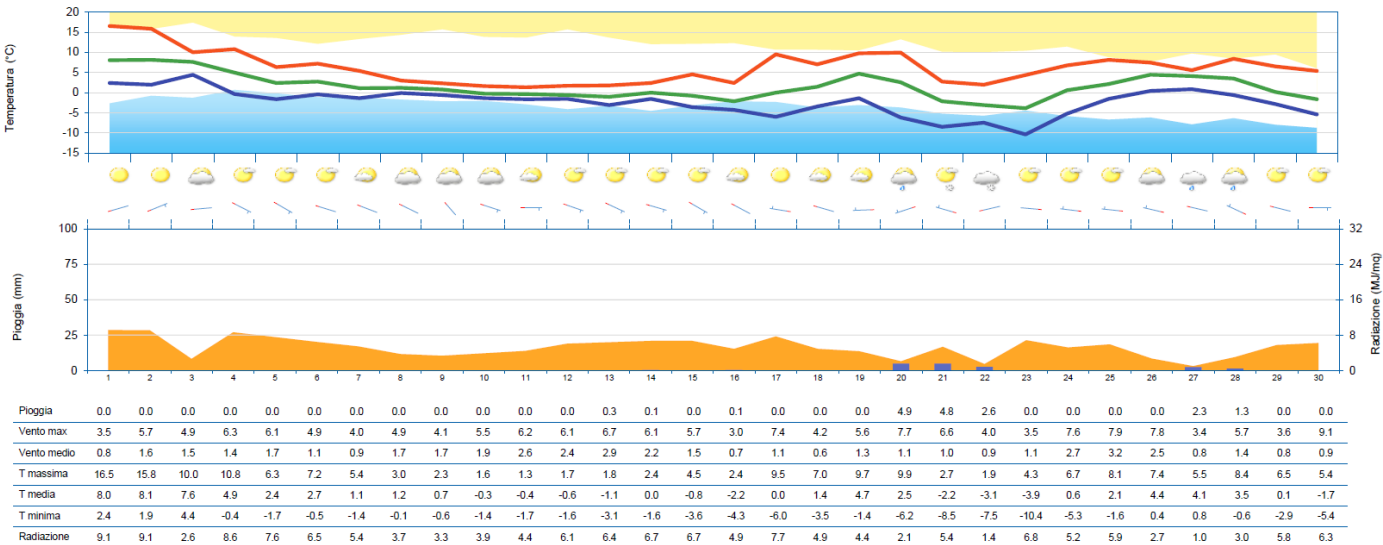 Temperatura (°C)
20
15
10
5
0
-5
-10
-15
Pioggia (mm)
100
75
50
25
0
Radiazione (MJ/mq)
32
24
16
8
0
1 2 3 4 5 6 7 8 9 10 11 12 13 14 15 16 17 18 19 20 21 22 23 24 25 26 27 28 29 30
Pioggia 0.0 0.0 0.0 0.0 0.0 0.0 0.0 0.0 0.0 0.0 0.0 0.0 0.3 0.1 0.0 0.1 0.0 0.0 0.0 4.9 4.8 2.6 0.0 0.0 0.0 0.0 2.3 1.3 0.0 0.0
Vento max 3.5 5.7 4.9 6.3 6.1 4.9 4.0 4.9 4.1 5.5 6.2 6.1 6.7 6.1 5.7 3.0 7.4 4.2 5.6 7.7 6.6 4.0 3.5 7.6 7.9 7.8 3.4 5.7 3.6 9.1
Vento medio 0.8 1.6 1.5 1.4 1.7 1.1 0.9 1.7 1.7 1.9 2.6 2.4 2.9 2.2 1.5 0.7 1.1 0.6 1.3 1.1 1.0 0.9 1.1 2.7 3.2 2.5 0.8 1.4 0.8 0.9
T massima 16.5 15.8 10.0 10.8 6.3 7.2 5.4 3.0 2.3 1.6 1.3 1.7 1.8 2.4 4.5 2.4 9.5 7.0 9.7 9.9 2.7 1.9 4.3 6.7 8.1 7.4 5.5 8.4 6.5 5.4
T media 8.0 8.1 7.6 4.9 2.4 2.7 1.1 1.2 0.7 -0.3 -0.4 -0.6 -1.1 0.0 -0.8 -2.2 0.0 1.4 4.7 2.5 -2.2 -3.1 -3.9 0.6 2.1 4.4 4.1 3.5 0.1 -1.7
T minima 2.4 1.9 4.4 -0.4 -1.7 -0.5 -1.4 -0.1 -0.6 -1.4 -1.7 -1.6 -3.1 -1.6 -3.6 -4.3 -6.0 -3.5 -1.4 -6.2 -8.5 -7.5 -10.4 -5.3 -1.6 0.4 0.8 -0.6 -2.9 -5.4
Radiazione 9.1 9.1 2.6 8.6 7.6 6.5 5.4 3.7 3.3 3.9 4.4 6.1 6.4 6.7 6.7 4.9 7.7 4.9 4.4 2.1 5.4 1.4 6.8 5.2 5.9 2.7 1.0 3.0 5.8 6.3